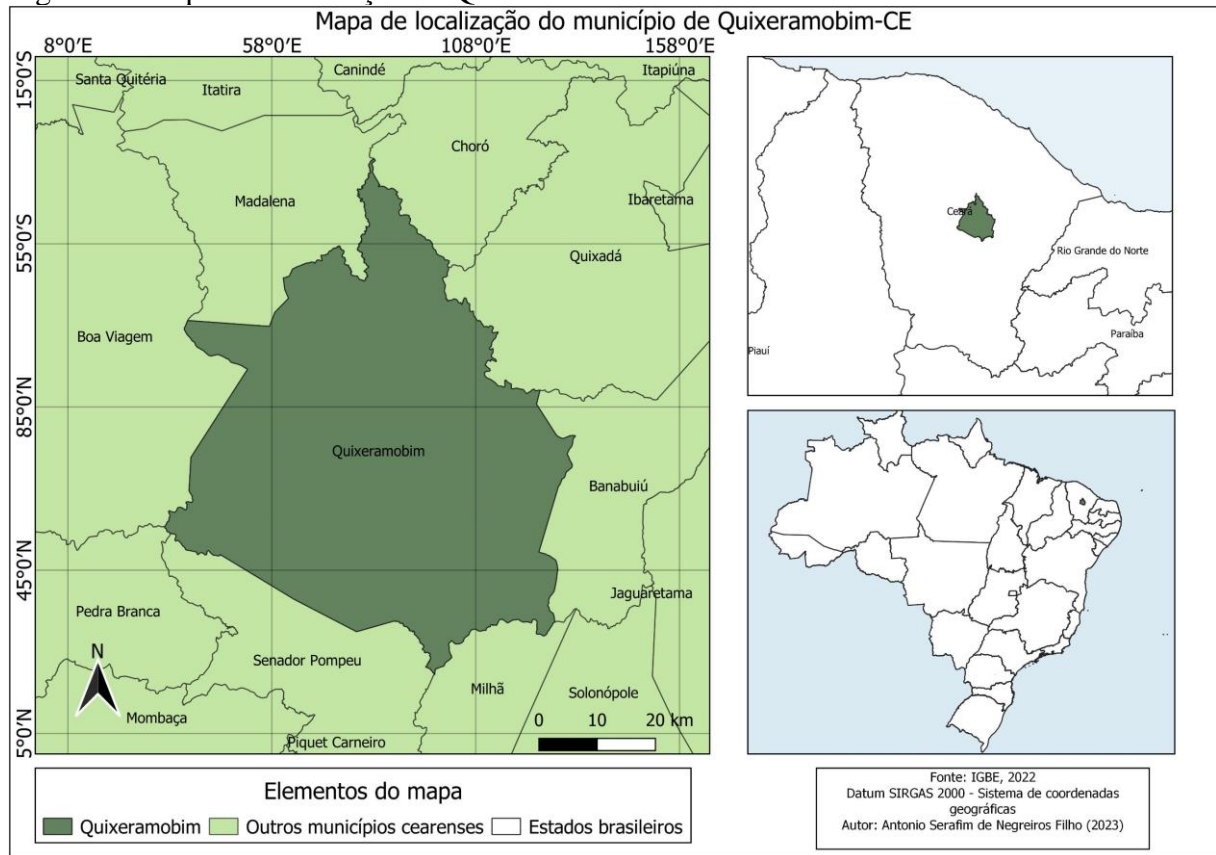 Mapa de localização do município de Quixeramobim-CE
8°0′E 58°0′E 108°0′E 158°0′E
15°0′S
55°0′S
85°0′N
45°0′N
5°0′N
Santa Quitéria
Itatira
Canindé
Itapiúna
Choró
Madalena
Ibaretama
Quixadá
Boa Viagem
Quixeramobim
Banabuiú
Pedra Branca
Jaguaretama
Senador Pompeu
Milhã
Solonópole
Mombaça
Piquet Carneiro
N
0 10 20 km
Ceará
Rio Grande do Norte
Paraíba
Piauí
Elementos do mapa
Quixeramobim Outros municípios cearenses Estados brasileiros
Fonte: IGBE, 2022
Datum SIRGAS 2000 - Sistema de coordenadas
geográficas
Autor: Antonio Serafim de Negreiros Filho (2023)